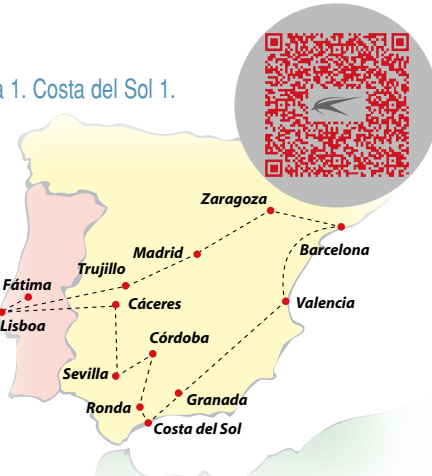 a 1. Costa del Sol 1.
Zaragoza
Barcelona
Madrid
Trujillo
Fátima
Cáceres
Valencia
Lisboa
Córdoba
Sevilla
Granada
Ronda
Costa del Sol